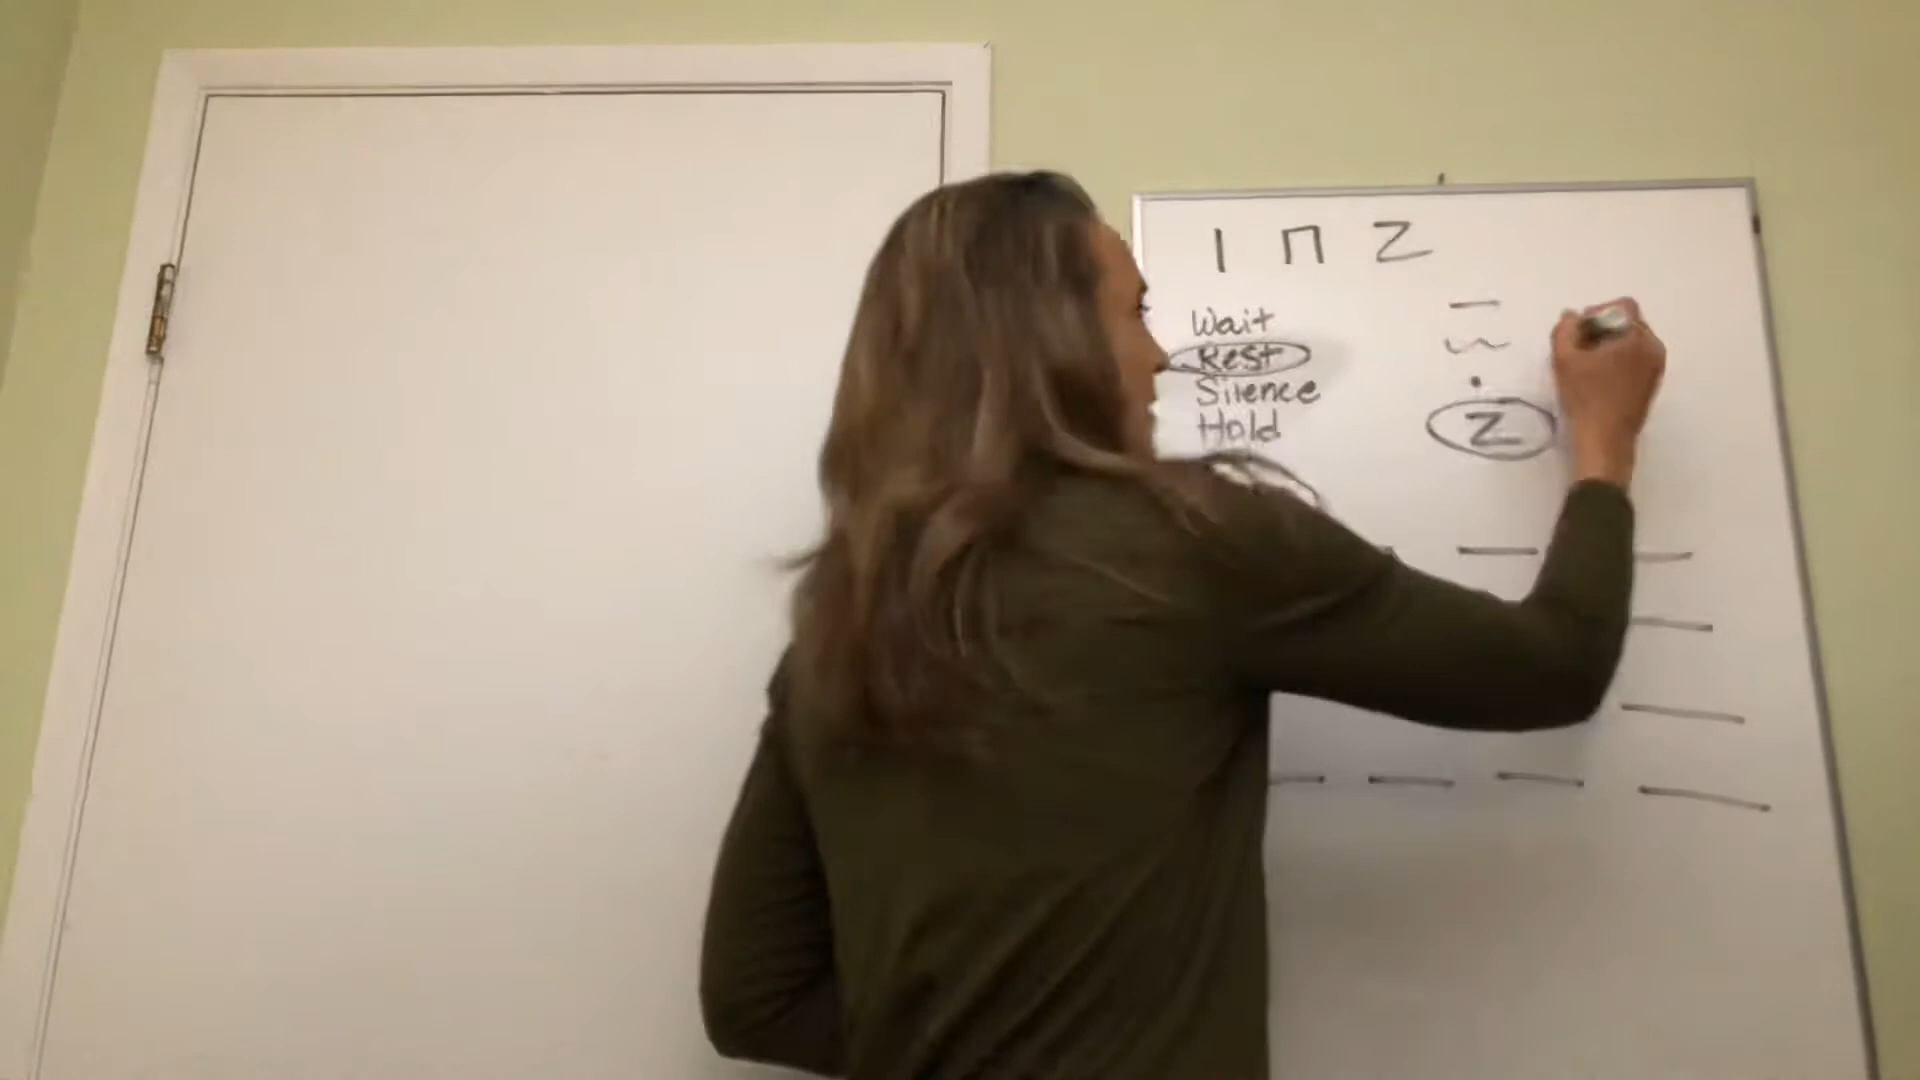 I П Z
Wait
Rest
Silence
Hold Z